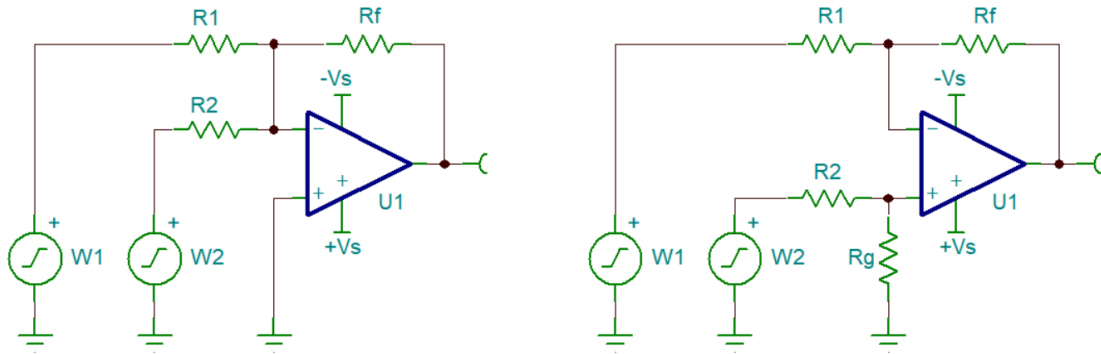 R1
Rf
-Vs
R2
−
+
+
U1
+
W1
+
W2
+Vs
R1
Rf
-Vs
−
R2
+
+
U1
+
W1
+
W2
Rg
+Vs